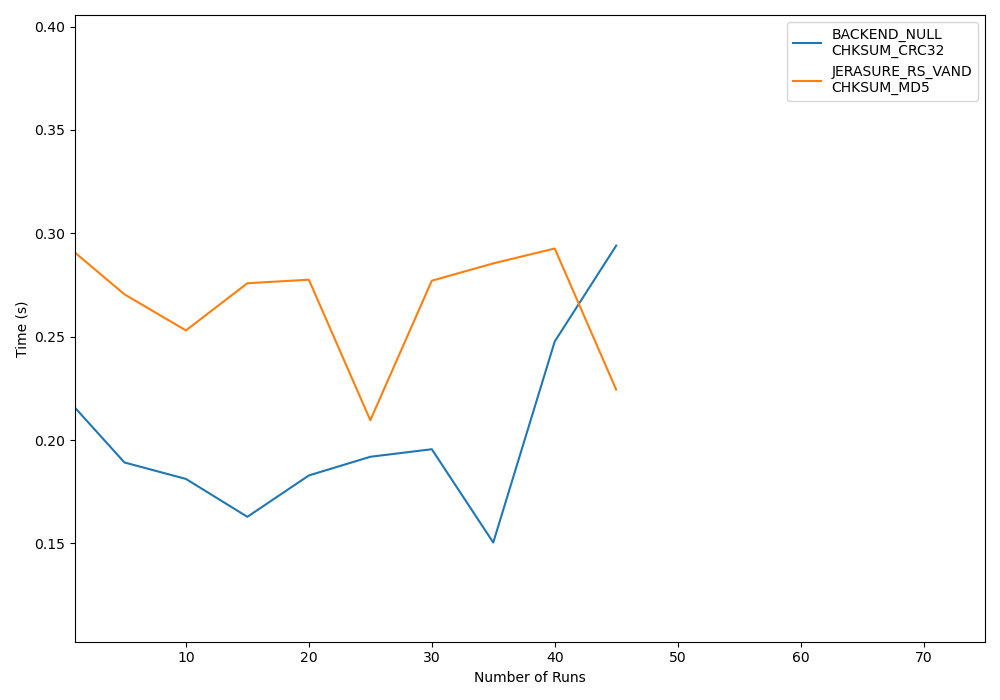 0.40
0.35
0.30
0.25
0.20
0.15
Time (s)
10
20
30
40
50
60
70
Number of Runs
BACKEND_NULL
CHKSUM_CRC32
JERASURE_RS_VAND
CHKSUM_MD5